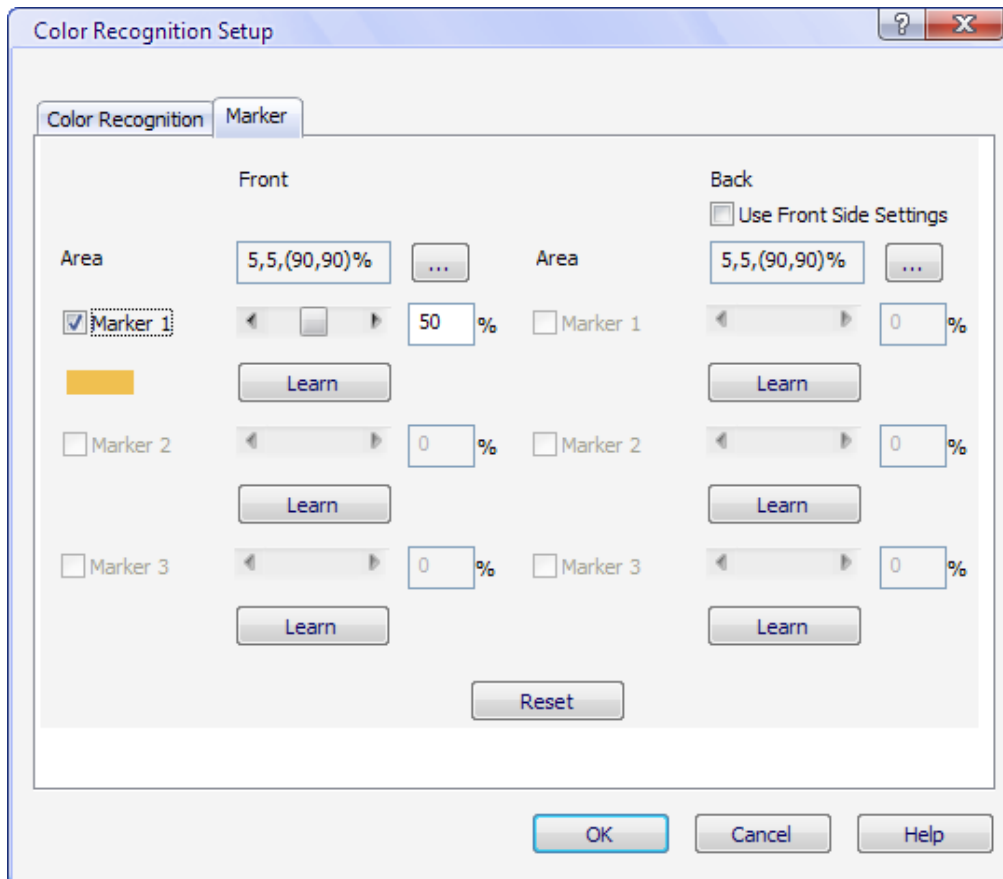 Color Recognition Setup
?
X
Color Recognition
Marker
Front
Back
Use Front Side Settings
Area
5,5,(90,90)%
...
Area
5,5,(90,90)%
...
Marker 1
50
%
Marker 1
0
%
Learn
Learn
Marker 2
0
%
Marker 2
0
%
Learn
Learn
Marker 3
0
%
Marker 3
0
%
Learn
Learn
Reset
OK
Cancel
Help